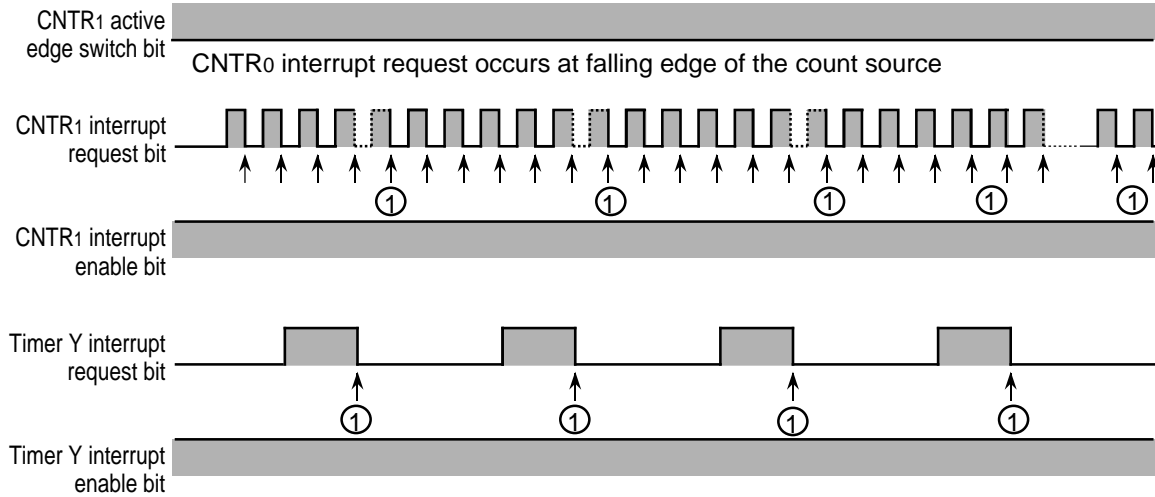 CNTR1 active
edge switch bit
CNTR0 interrupt request occurs at falling edge of the count source
CNTR1 interrupt
request bit
1 1 1 1 1
CNTR1 interrupt
enable bit
Timer Y interrupt
request bit
1 1 1 1
Timer Y interrupt
enable bit